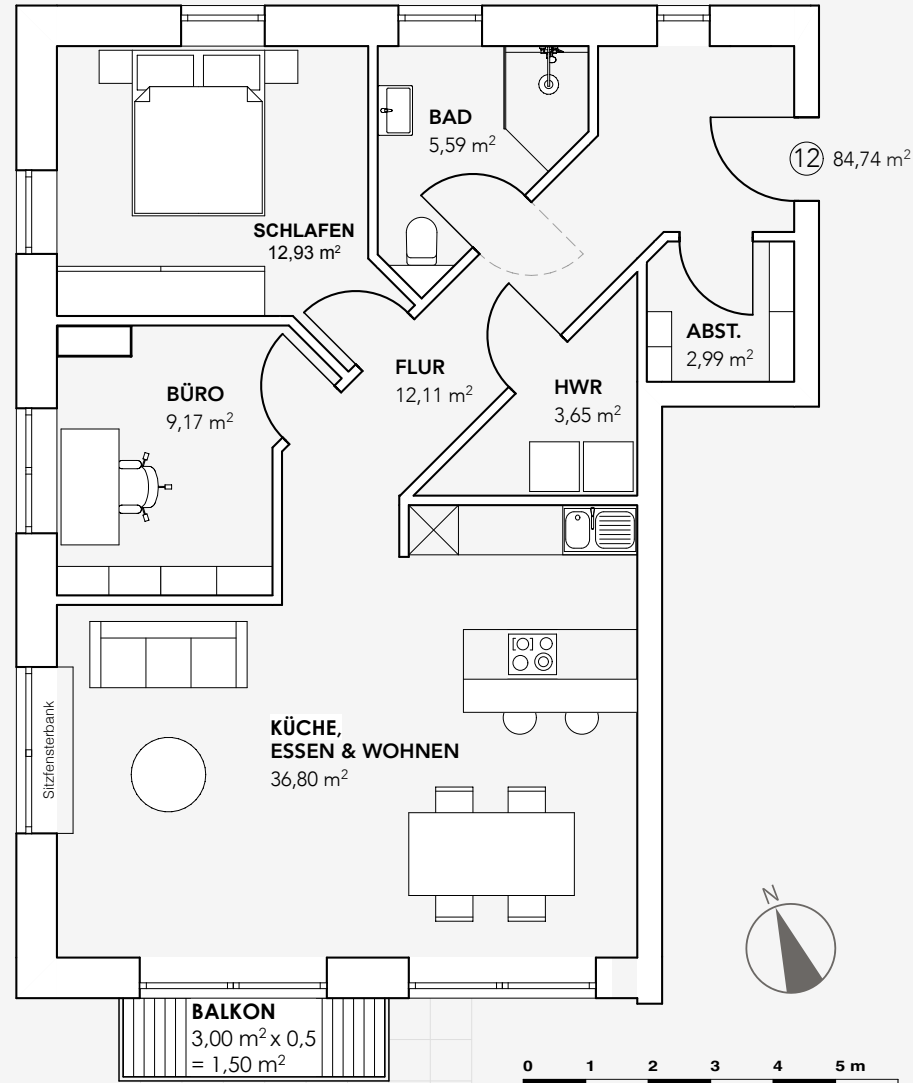 BAD
5,59 m²
12 84,74 m²
SCHLAFEN
12,93 m²
ABST.
2,99 m²
FLUR
12,11 m²
HWR
3,65 m²
BÜRO
9,17 m²
Sitzfensterbank
KÜCHE,
ESSEN & WOHNEN
36,80 m²
N
BALKON
3,00 m² x 0,5
= 1,50 m²
0 1 2 3 4 5 m